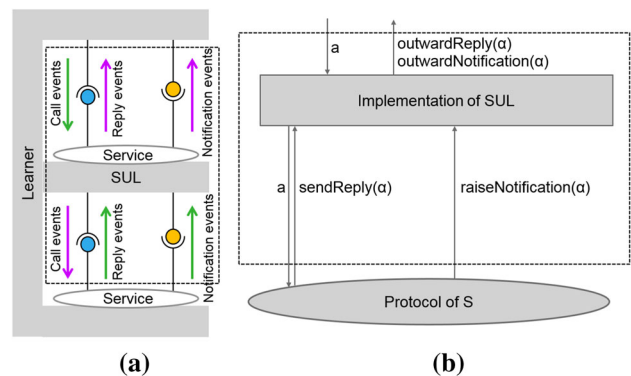 Learner
Call events
Reply events
Notification events
Service
SUL
Call events
Reply events
Notification events
Service
(a)
a
outwardReply(α)
outwardNotification(α)
Implementation of SUL
a
sendReply(α)
raiseNotification(α)
Protocol of S
(b)